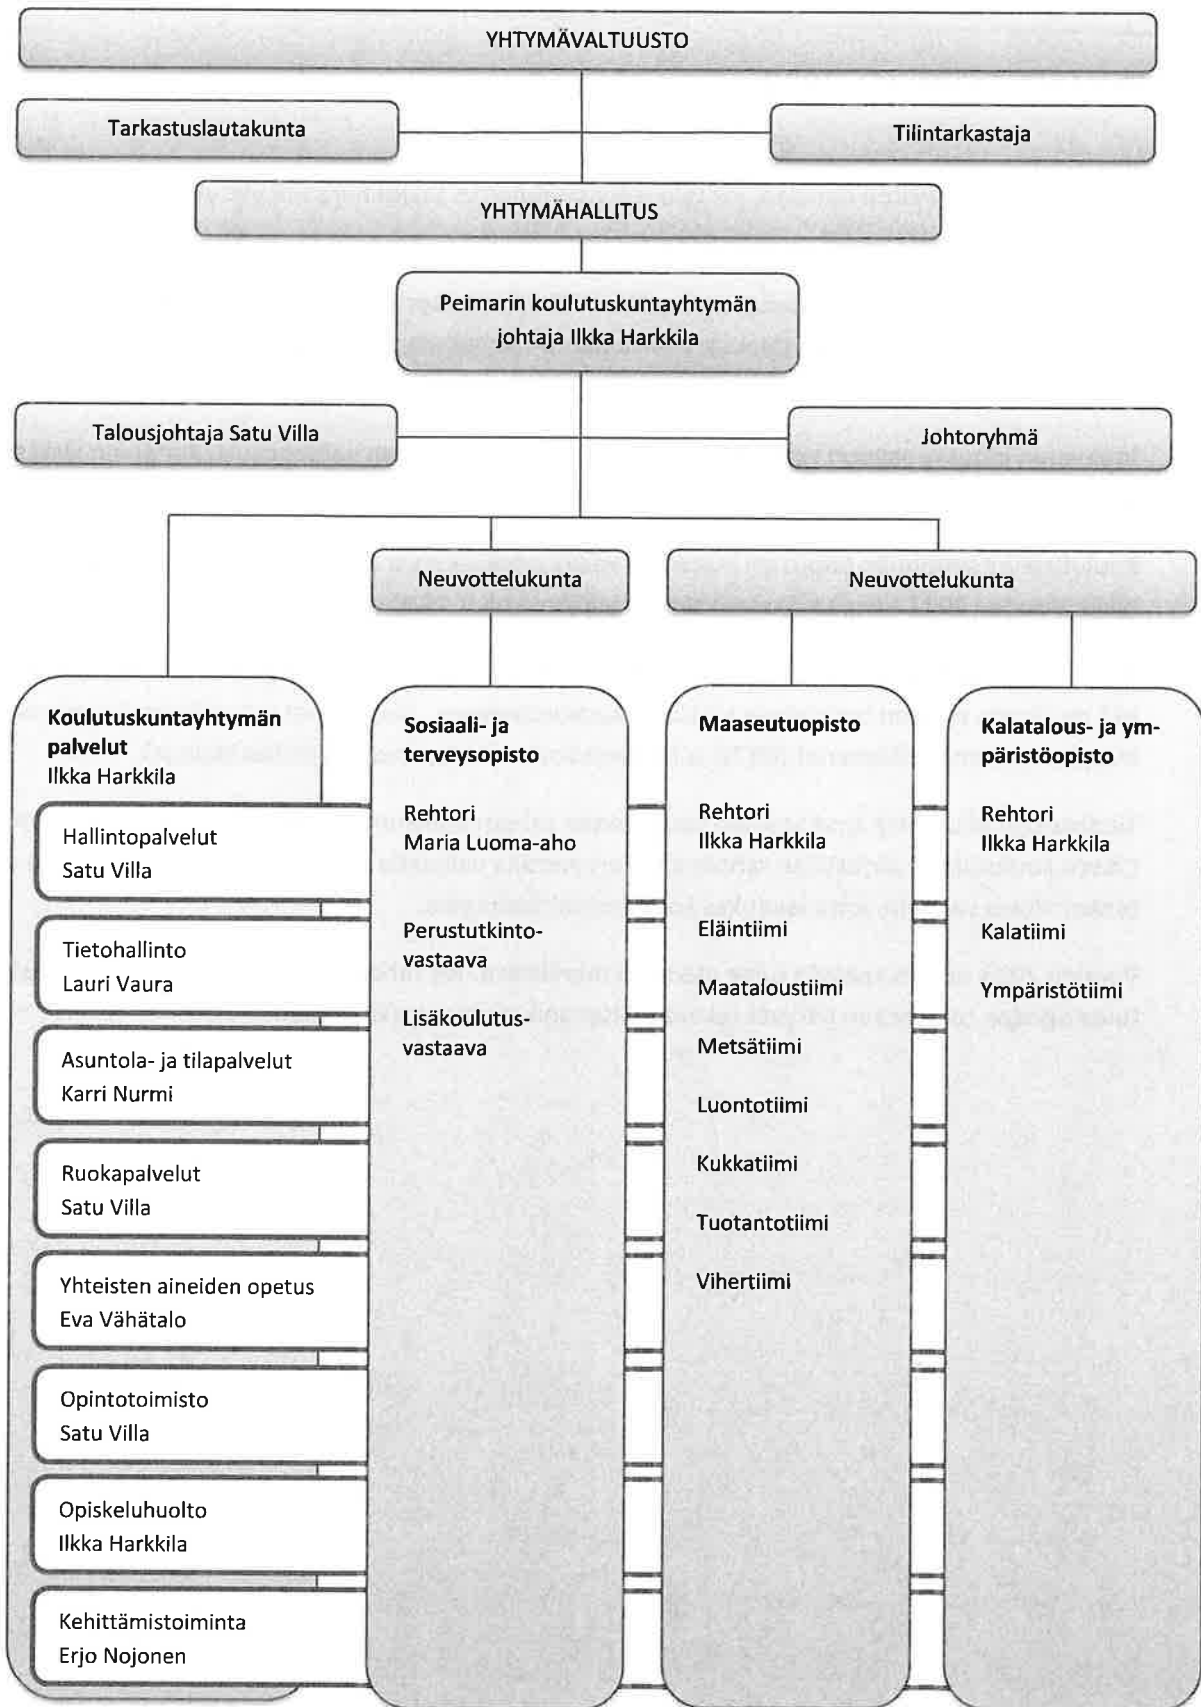 YHTYMÄVALTUUSTO
Tarkastuslautakunta
Tilintarkastaja
YHTYMÄHALLITUS
Peimarin koulutuskuntayhtymän
johtaja Ilkka Harkkila
Talousjohtaja Satu Villa
Johtoryhmä
Neuvottelukunta
Neuvottelukunta
Koulutuskuntayhtymän
palvelut
Ilkka Harkkila
Hallintopalvelut
Satu Villa
Tietohallinto
Lauri Vaura
Asuntola- ja tilapalvelut
Karri Nurmi
Ruokapalvelut
Satu Villa
Yhteisten aineiden opetus
Eva Vähätalo
Opintotoimisto
Satu Villa
Opiskeluhuolto
Ilkka Harkkila
Kehittämistoiminta
Erjo Nojonen
Sosiaali- ja
terveysopisto
Rehtori
Maria Luoma-aho
Perustutkinto-
vastaava
Lisäkoulutus-
vastaava
Maaseutuopisto
Rehtori
Ilkka Harkkila
Eläintiimi
Maataloustiimi
Metsätiimi
Luontotiimi
Kukkatiimi
Tuotantotiimi
Vihertiimi
Kalatalous- ja ym-
päristöopisto
Rehtori
Ilkka Harkkila
Kalatiimi
Ympäristötiimi